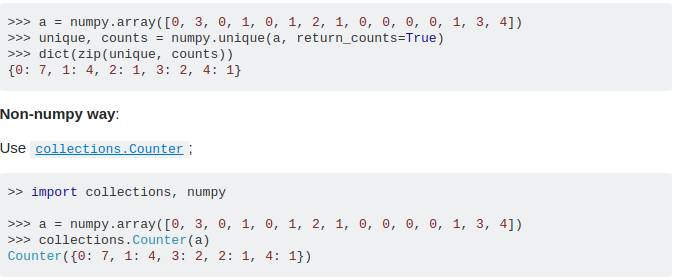 >>> a = numpy.array([0, 3, 0, 1, 0, 1, 2, 1, 0, 0, 0, 0, 1, 3, 4])
>>> unique, counts = numpy.unique(a, return_counts=True)
>>> dict(zip(unique, counts))
{0: 7, 1: 4, 2: 1, 3: 2, 4: 1}
Non-numpy way:
Use collections.Counter;
>> import collections, numpy
>>> a = numpy.array([0, 3, 0, 1, 0, 1, 2, 1, 0, 0, 0, 0, 1, 3, 4])
>>> collections.Counter(a)
Counter({0: 7, 1: 4, 3: 2, 2: 1, 4: 1})